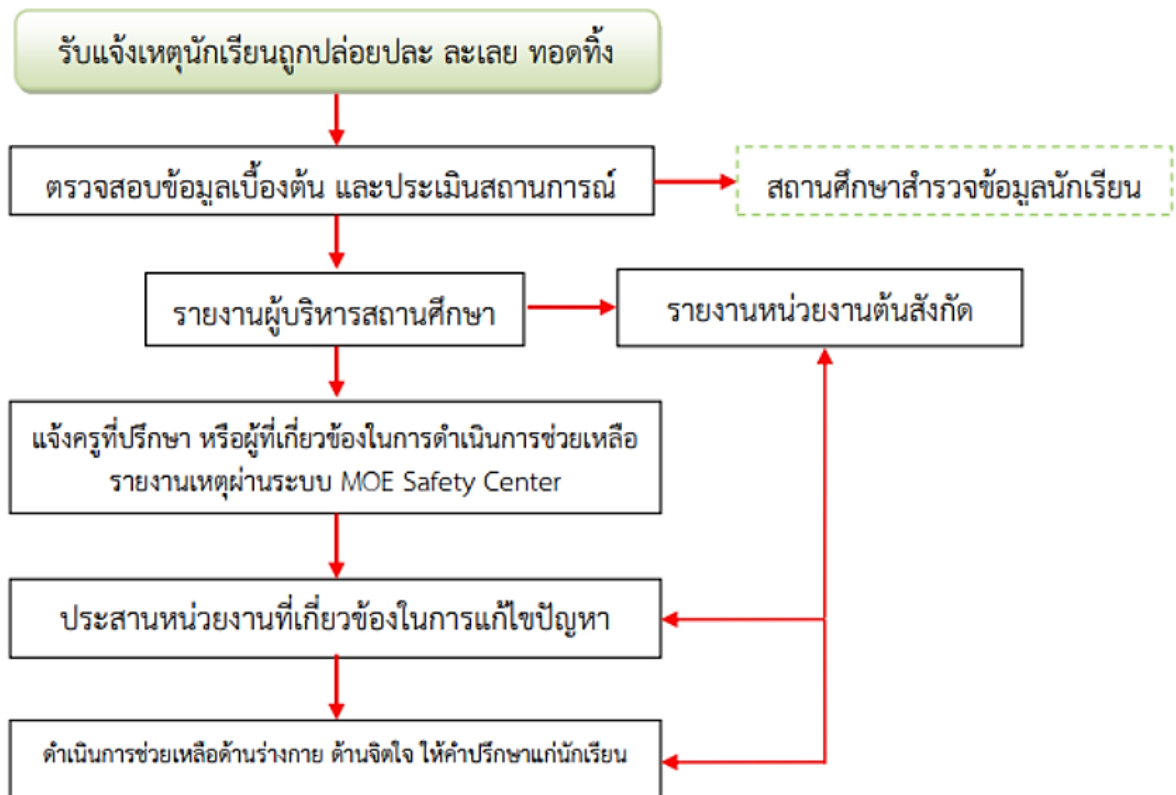 รับแจ้งเหตุนักเรียนถูกปล่อยปละ ละเลย ทอดทิ้ง
ตรวจสอบข้อมูลเบื้องต้น และประเมินสถานการณ์
สถานศึกษาสำรวจข้อมูลนักเรียน
รายงานผู้บริหารสถานศึกษา
รายงานหน่วยงานต้นสังกัด
แจ้งครูที่ปรึกษา หรือผู้ที่เกี่ยวข้องในการดำเนินการช่วยเหลือ
รายงานเหตุผ่านระบบ MOE Safety Center
ประสานหน่วยงานที่เกี่ยวข้องในการแก้ไขปัญหา
ดำเนินการช่วยเหลือด้านร่างกาย ด้านจิตใจ ให้คำปรึกษาแก่นักเรียน